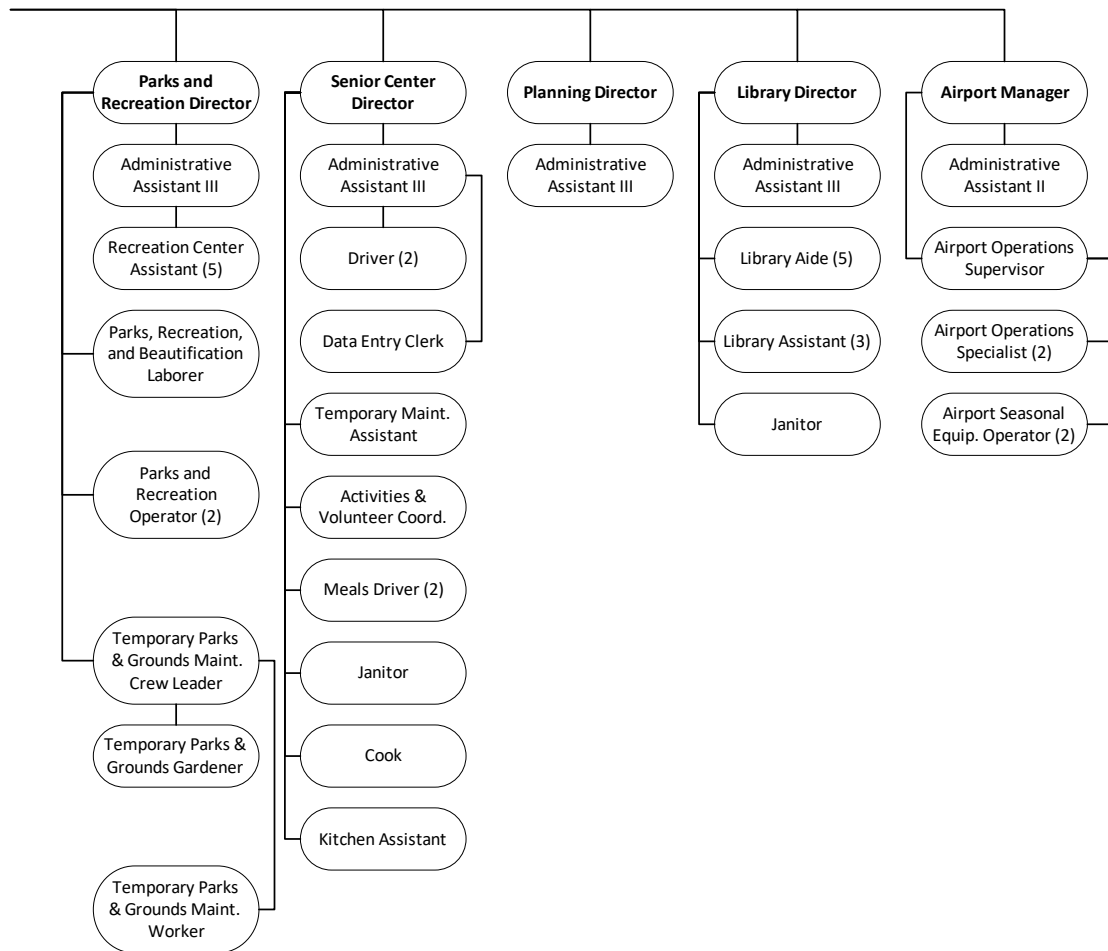 Parks and
Recreation Director
Administrative
Assistant III
Recreation Center
Assistant (5)
Parks, Recreation,
and Beautification
Laborer
Parks and
Recreation
Operator (2)
Temporary Parks
& Grounds Maint.
Crew Leader
Temporary Parks &
Grounds Gardener
Temporary Parks
& Grounds Maint.
Worker
Senior Center
Director
Administrative
Assistant III
Driver (2)
Data Entry Clerk
Temporary Maint.
Assistant
Activities &
Volunteer Coord.
Meals Driver (2)
Janitor
Cook
Kitchen Assistant
Planning Director
Administrative
Assistant III
Library Director
Administrative
Assistant III
Library Aide (5)
Library Assistant (3)
Janitor
Airport Manager
Administrative
Assistant II
Airport Operations
Supervisor
Airport Operations
Specialist (2)
Airport Seasonal
Equip. Operator (2)